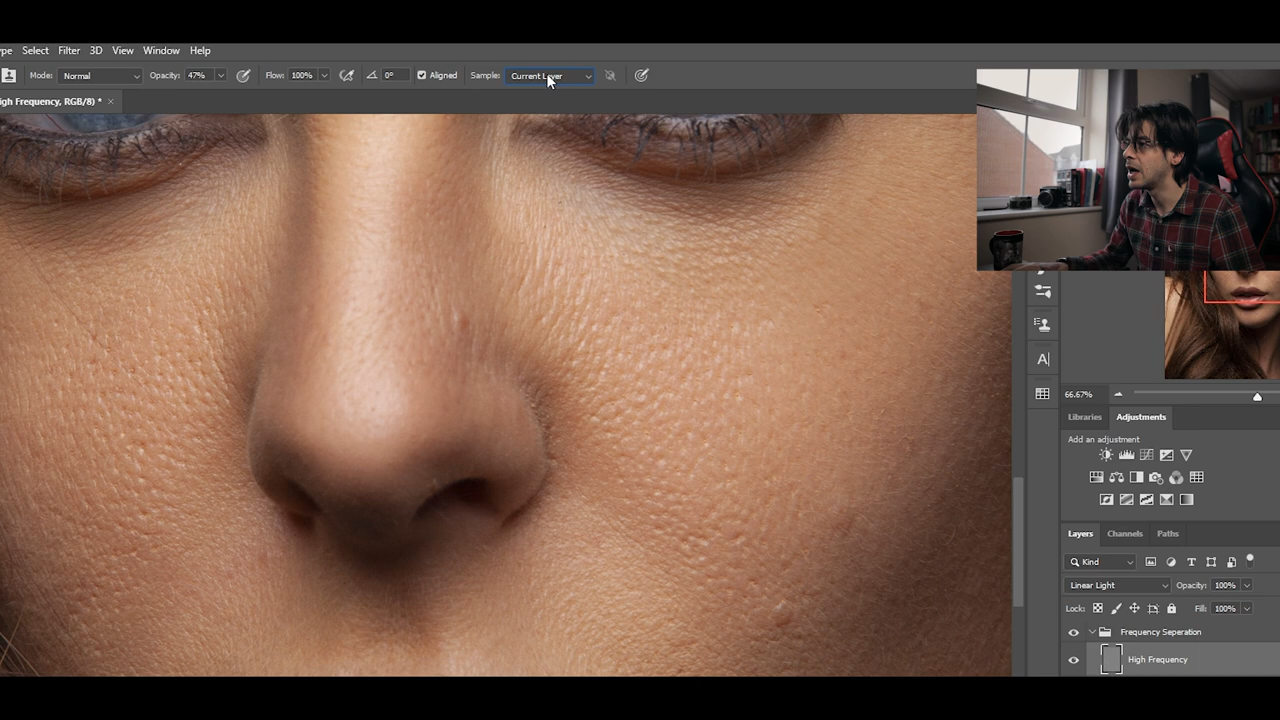 ype Select Filter 3D View Window Help
Mode: Normal Opacity: 47% Flow: 100% 0° Aligned Sample: Current Layer
igh Frequency, RGB/8) * ×
A|
66.67%
Libraries Adjustments
Add an adjustment
Layers Channels Paths
Kind T
Linear Light Opacity: 100%
Lock: Fill: 100%
Frequency Seperation
High Frequency